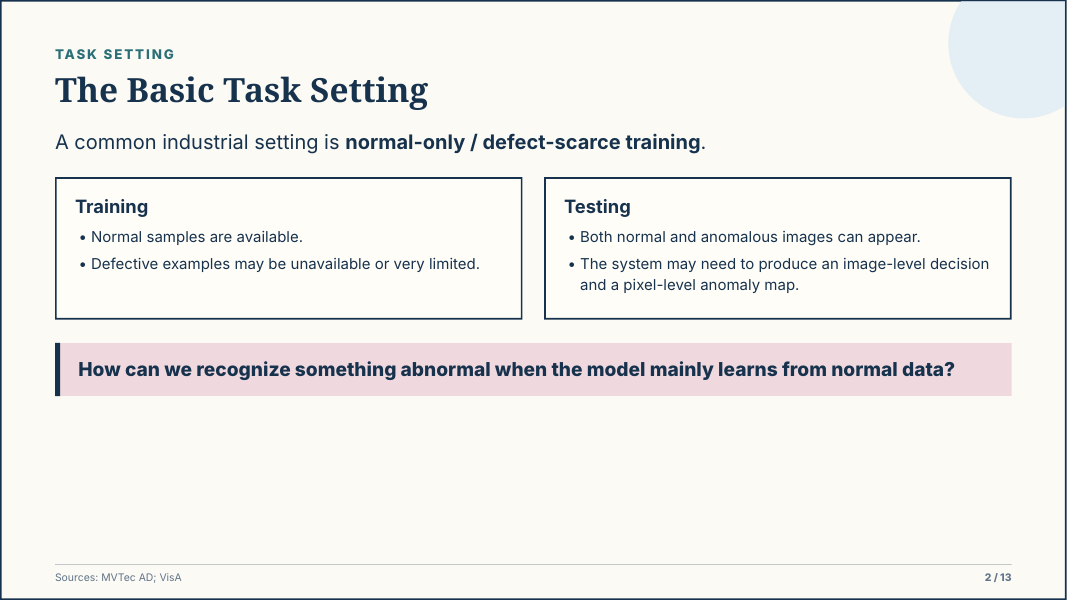 TASK SETTING
The Basic Task Setting
A common industrial setting is normal-only / defect-scarce training.
Training
• Normal samples are available.
• Defective examples may be unavailable or very limited.
Testing
• Both normal and anomalous images can appear.
• The system may need to produce an image-level decision
and a pixel-level anomaly map.
How can we recognize something abnormal when the model mainly learns from normal data?
Sources: MVTec AD; VisA
2 / 13